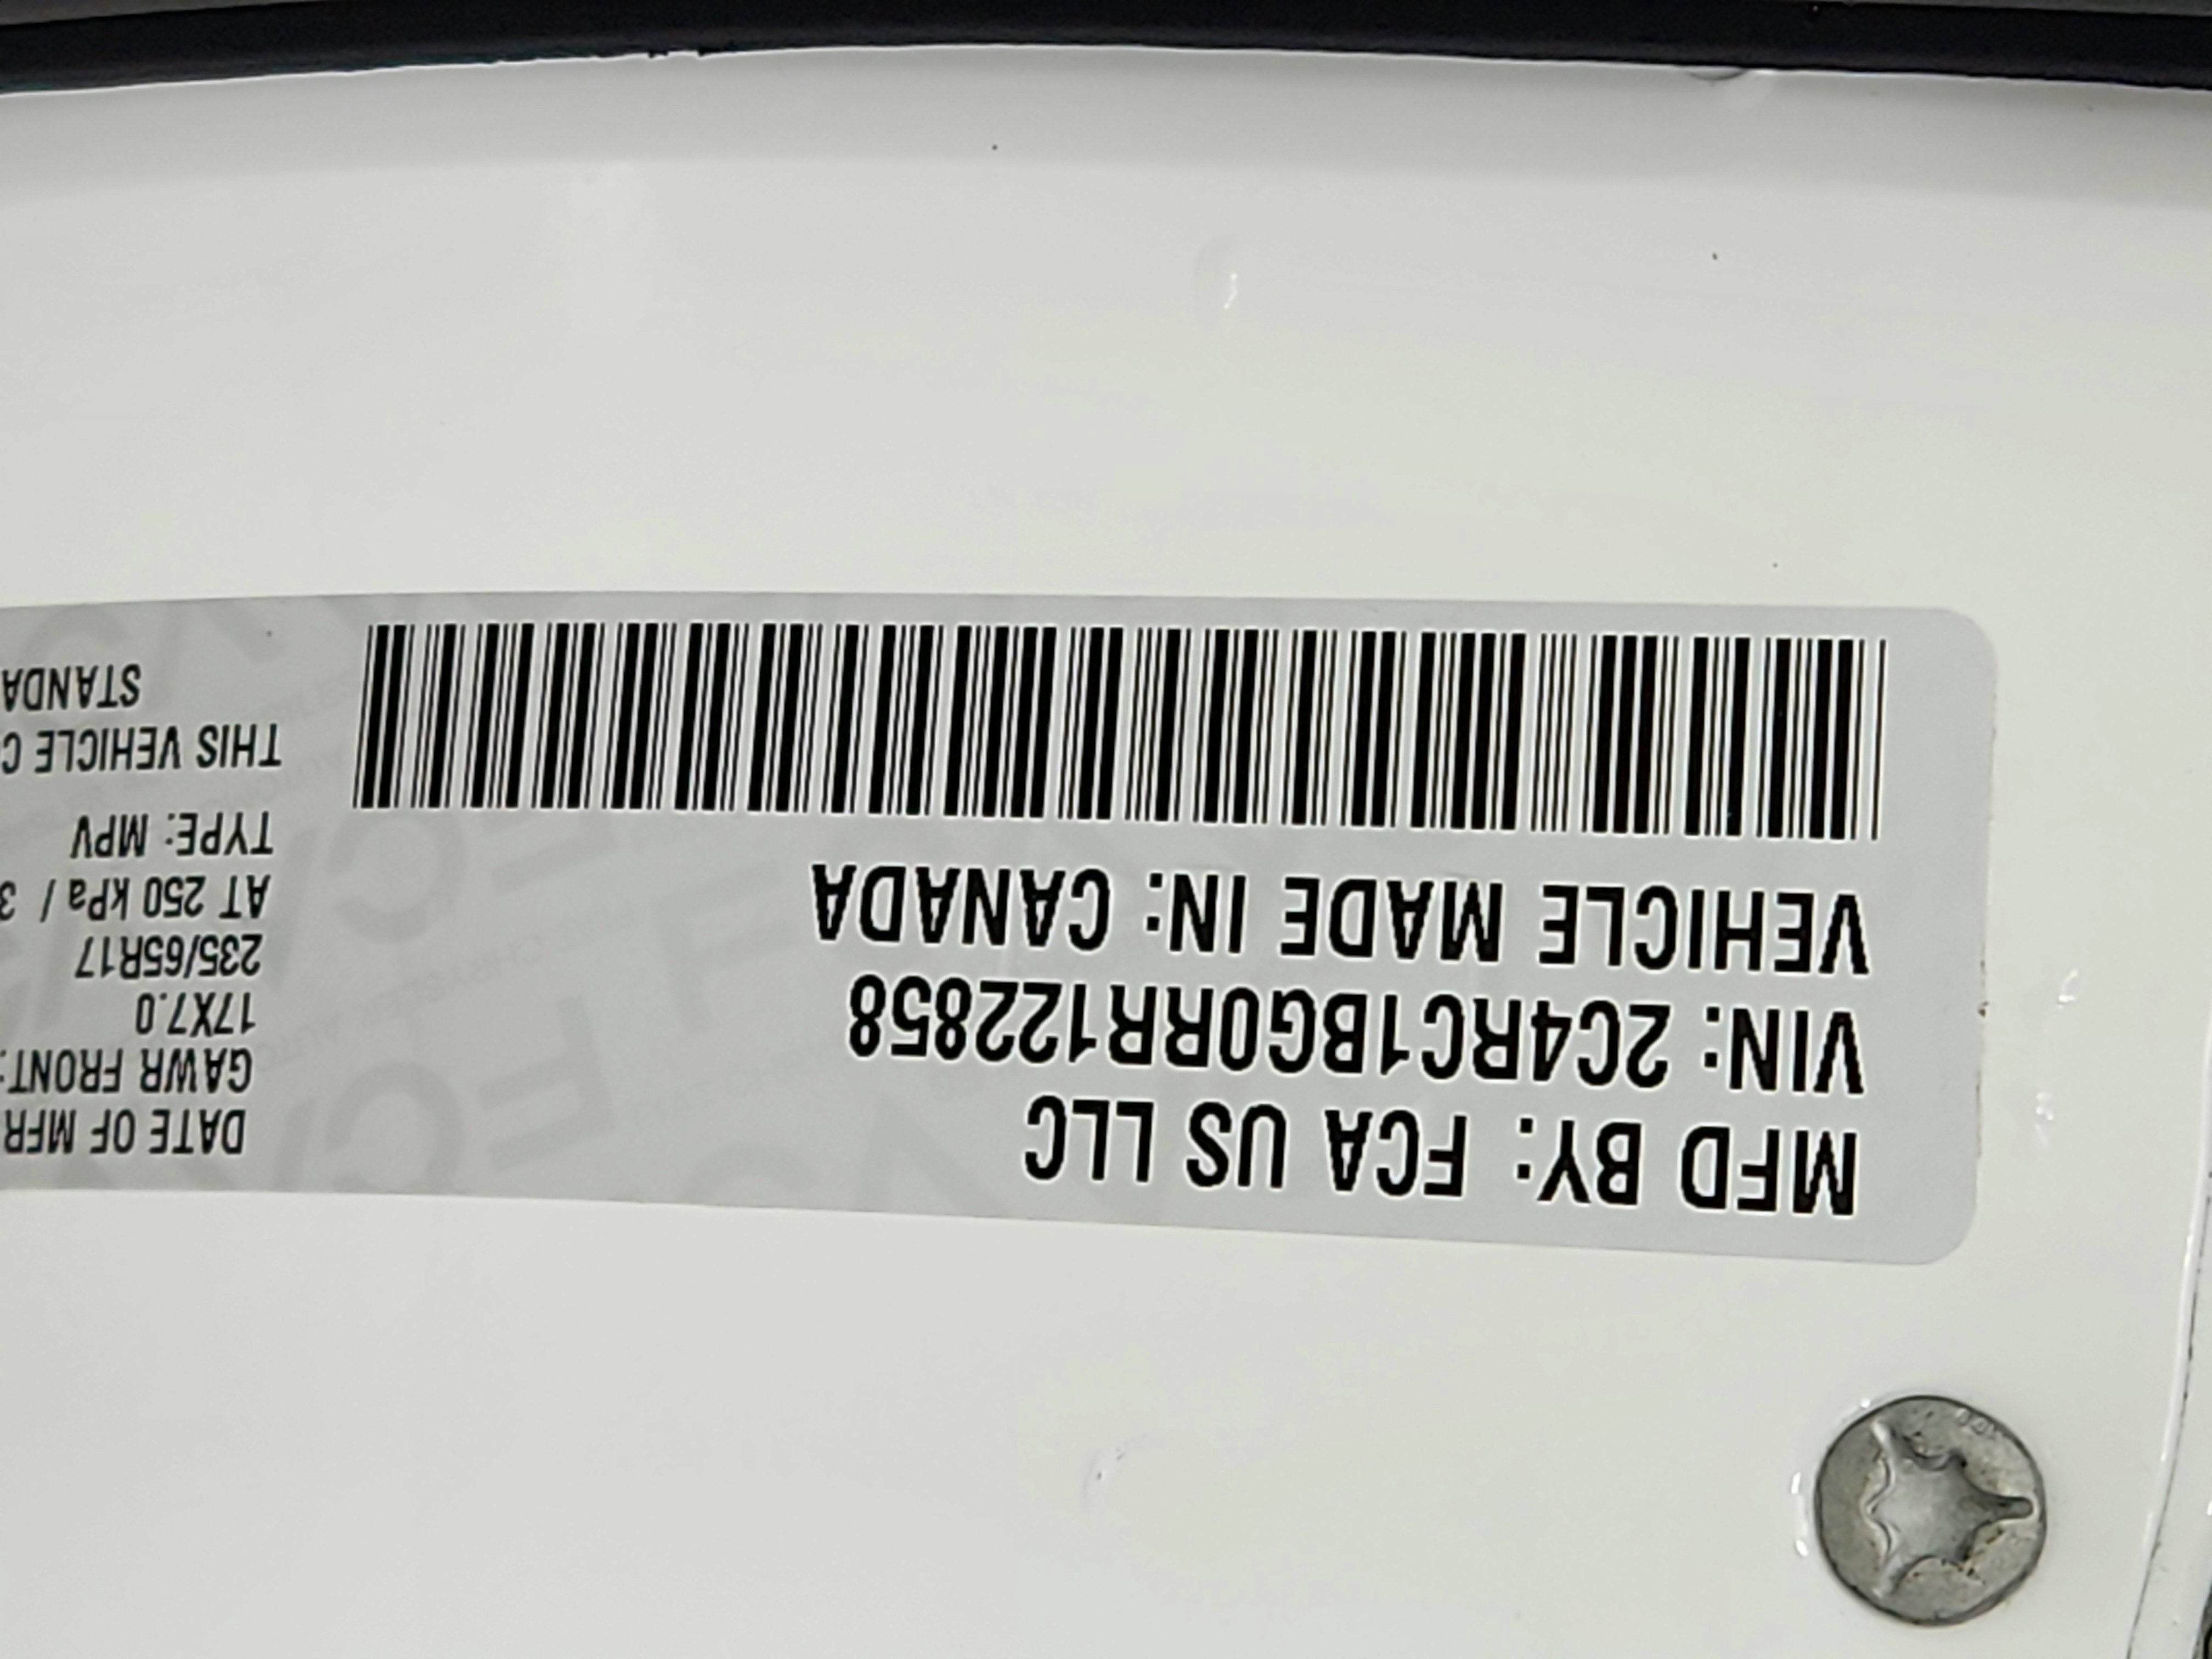 MFD BY: FCA US LLC
VIN: 2C4RC1BG0RR122858
VEHICLE MADE IN: CANADA
DATE OF MFR
GAWR FRONT:
17X7.0
235/65R17
AT 250 kPa / 3
TYPE: MPV
THIS VEHICLE C
STANDA